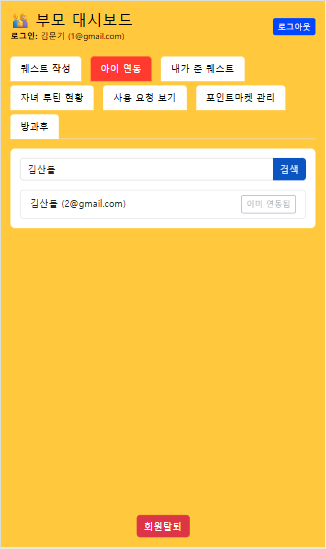 부모 대시보드
로그인: 김문기 (1@gmail.com)
로그아웃
퀘스트 작성
아이 연동
내가 준 퀘스트
자녀 루틴 현황
사용 요청 보기
포인트마켓 관리
방과후
김산들
검색
김산들 (2@gmail.com)
이미 연동됨
회원탈퇴